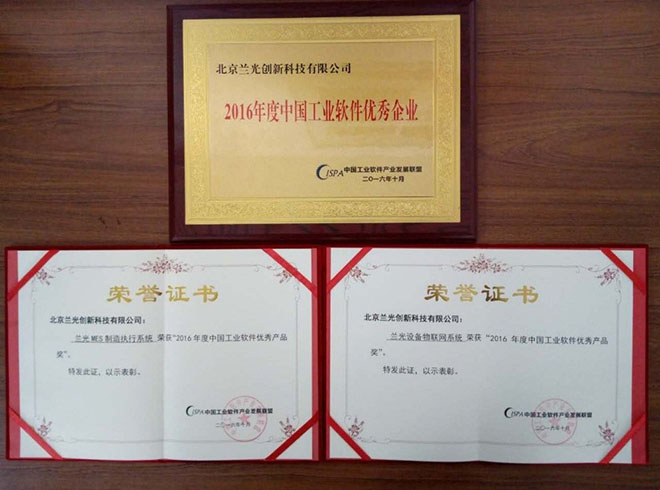 北京兰光创新科技有限公司
2016年度中国工业软件优秀企业
CISPA中国工业软件产业发展联盟
二〇一六年十月
荣誉证书
北京兰光创新科技有限公司：
兰光MES制造执行系统 荣获“2016年度中国工业软件优秀产品
奖”。
特发此证，以示表彰。
CISPA中国工业软件产业发展联盟
二〇一六年十月
荣誉证书
北京兰光创新科技有限公司：
兰光设备物联网系统 荣获 “2016 年度中国工业软件优秀产品
奖”。
特发此证，以示表彰。
CISPA中国工业软件产业发展联盟
二〇一六年十月